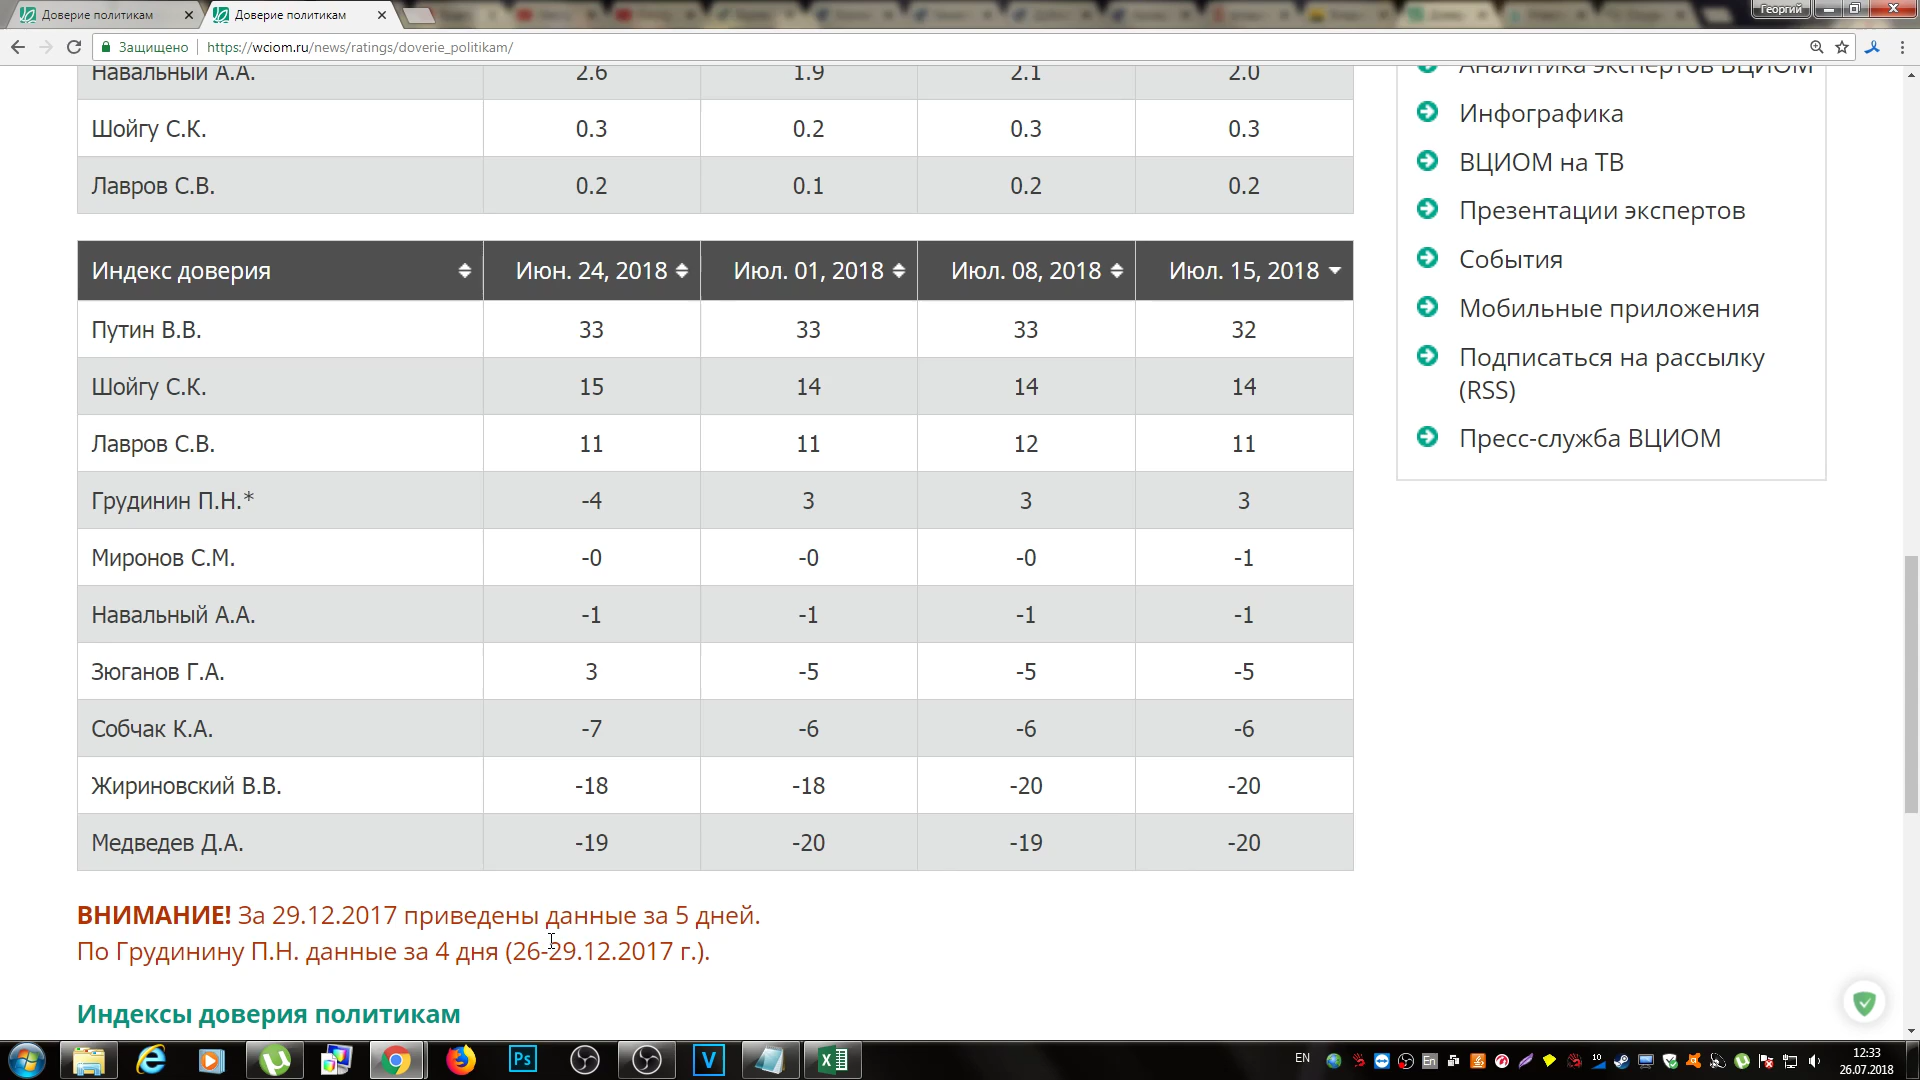 Доверие политикам
Доверие политикам
Георгий
Защищено
https://wciom.ru/news/ratings/doverie_politikam/
Навальный А.А. 2.6 1.9 2.1 2.0
Шойгу С.К. 0.3 0.2 0.3 0.3
Лавров С.В. 0.2 0.1 0.2 0.2
Индекс доверия Июн. 24, 2018 Июл. 01, 2018 Июл. 08, 2018 Июл. 15, 2018
Путин В.В. 33 33 33 32
Шойгу С.К. 15 14 14 14
Лавров С.В. 11 11 12 11
Грудинин П.Н.* -4 3 3 3
Миронов С.М. -0 -0 -0 -1
Навальный А.А. -1 -1 -1 -1
Зюганов Г.А. 3 -5 -5 -5
Собчак К.А. -7 -6 -6 -6
Жириновский В.В. -18 -18 -20 -20
Медведев Д.А. -19 -20 -19 -20
ВНИМАНИЕ! За 29.12.2017 приведены данные за 5 дней.
По Грудинину П.Н. данные за 4 дня (26-29.12.2017 г.).
Индексы доверия политикам
Аналитика экспертов ВЦИОМ
Инфографика
ВЦИОМ на ТВ
Презентации экспертов
События
Мобильные приложения
Подписаться на рассылку
(RSS)
Пресс-служба ВЦИОМ
Ps
V
EN
En
10
12:33
26.07.2018